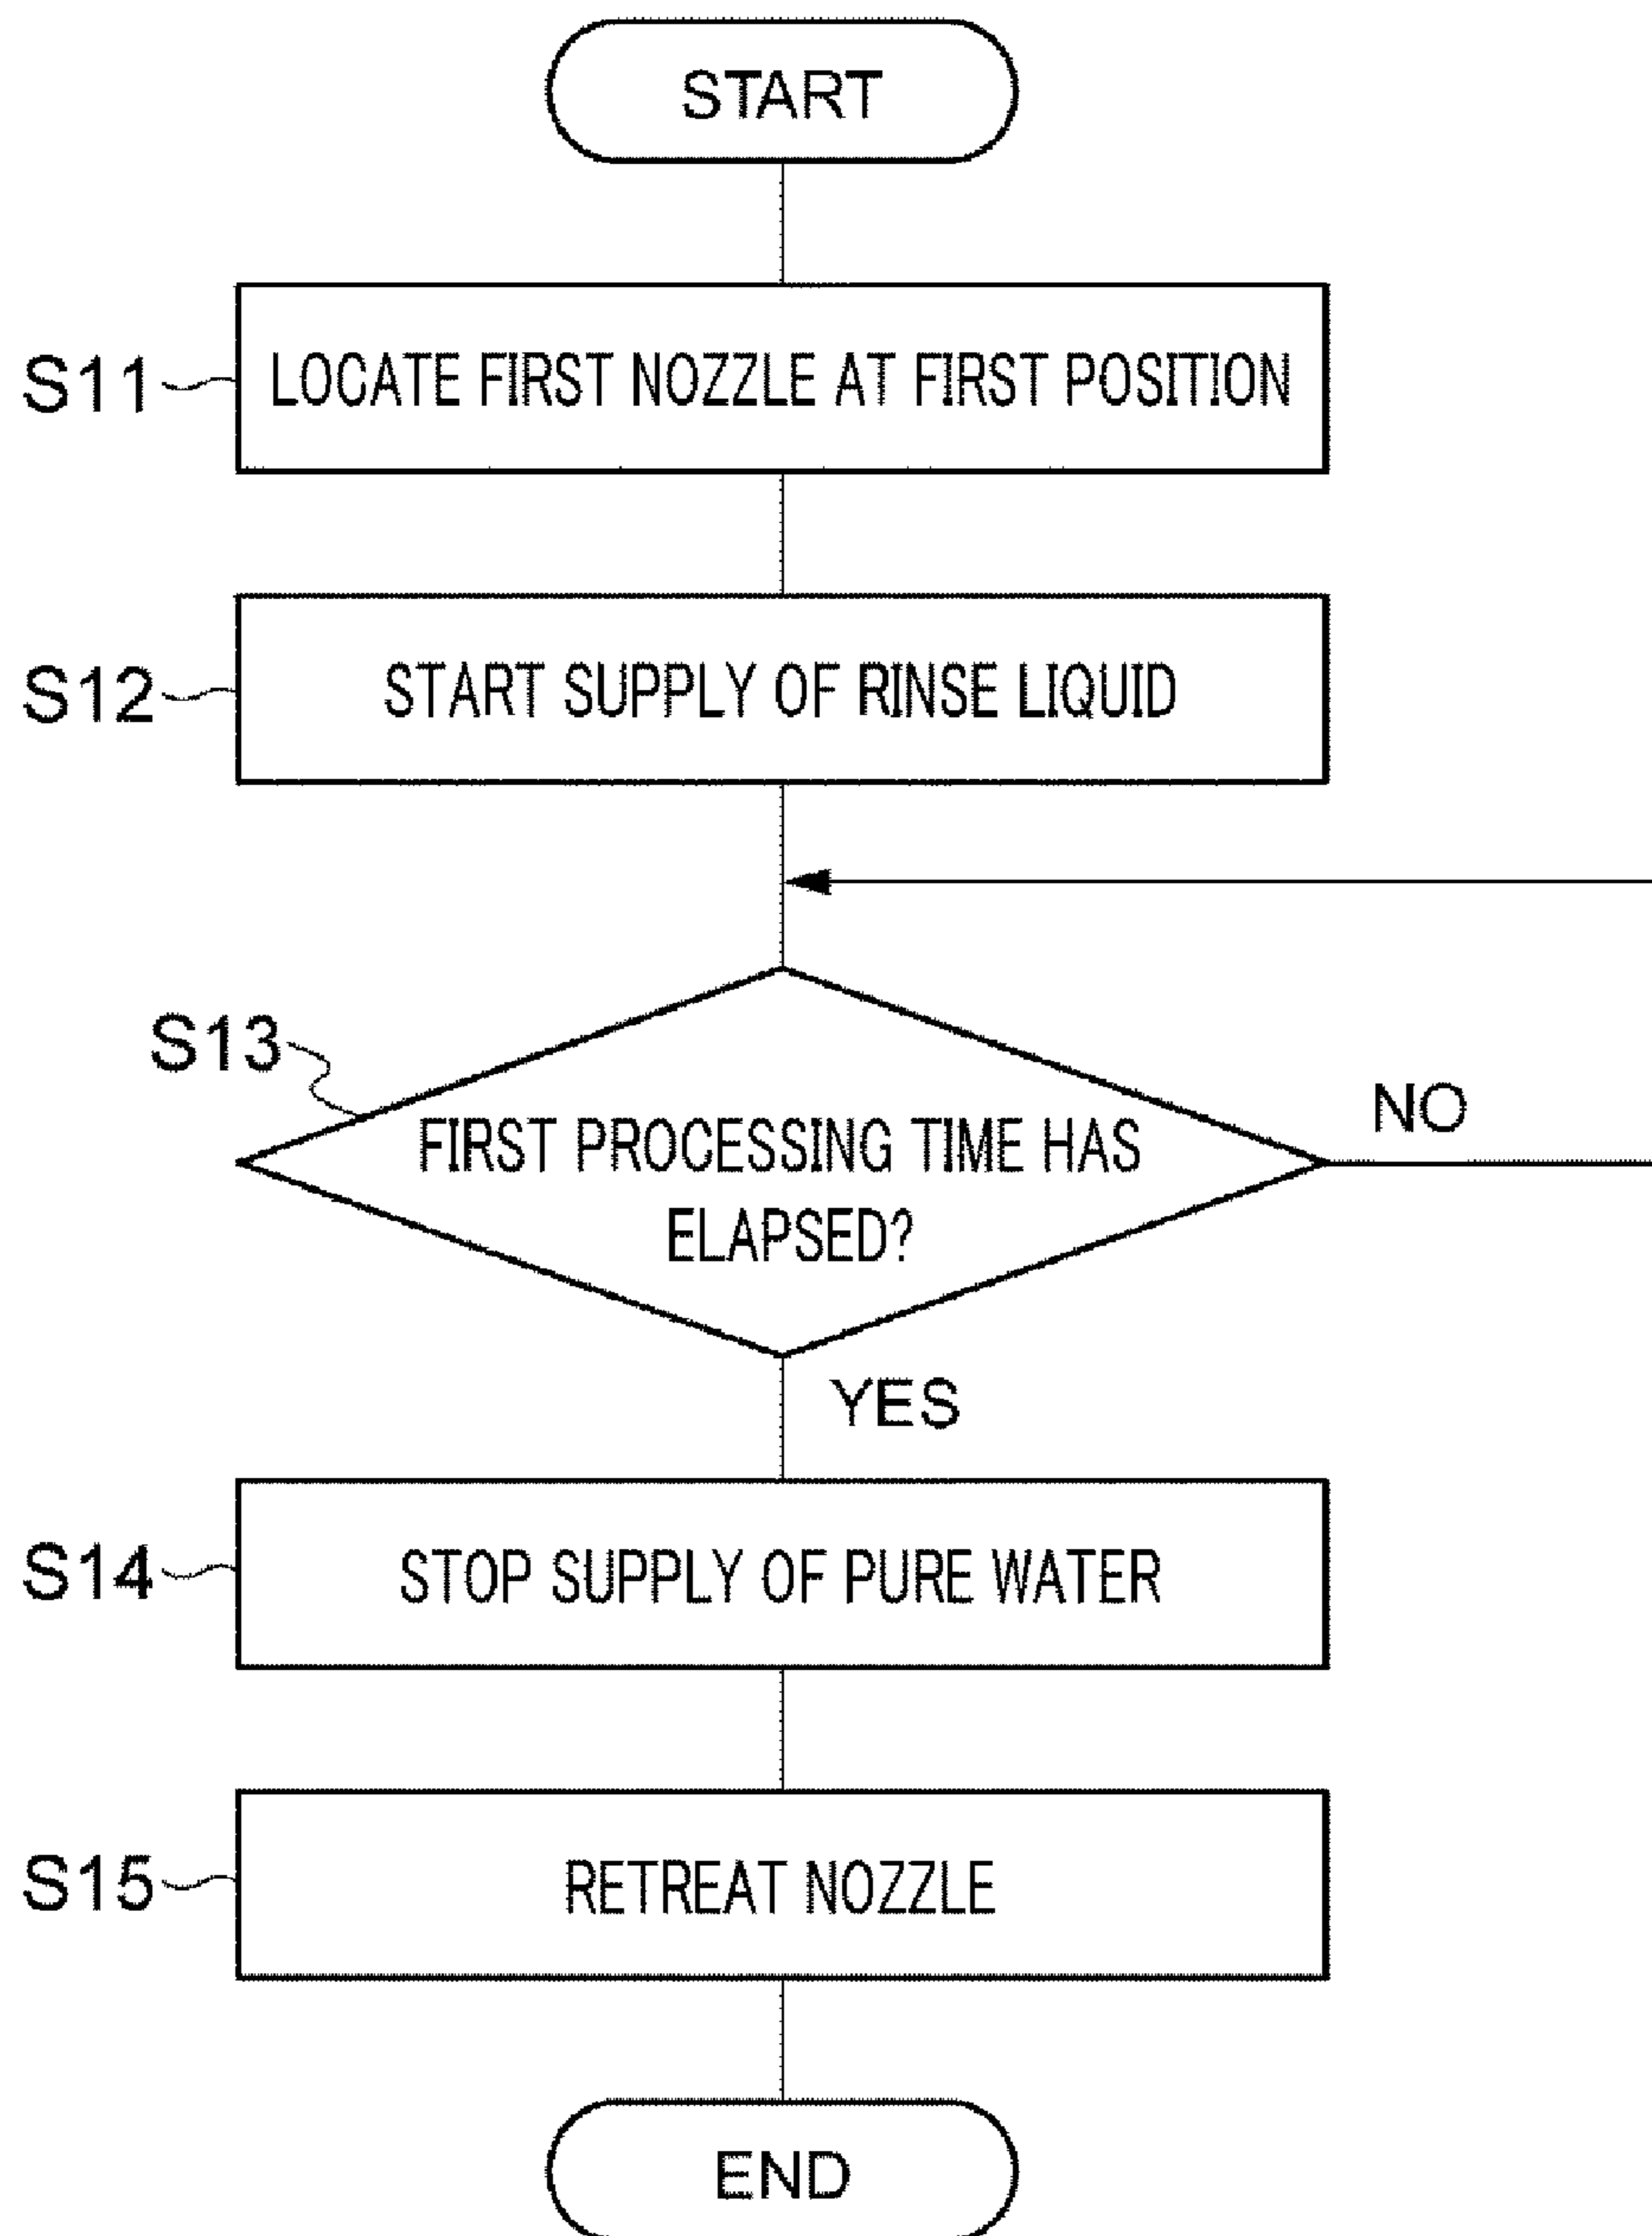 START
S11
LOCATE FIRST NOZZLE AT FIRST POSITION
S12
START SUPPLY OF RINSE LIQUID
S13
FIRST PROCESSING TIME HAS
ELAPSED?
NO
YES
S14
STOP SUPPLY OF PURE WATER
S15
RETREAT NOZZLE
END